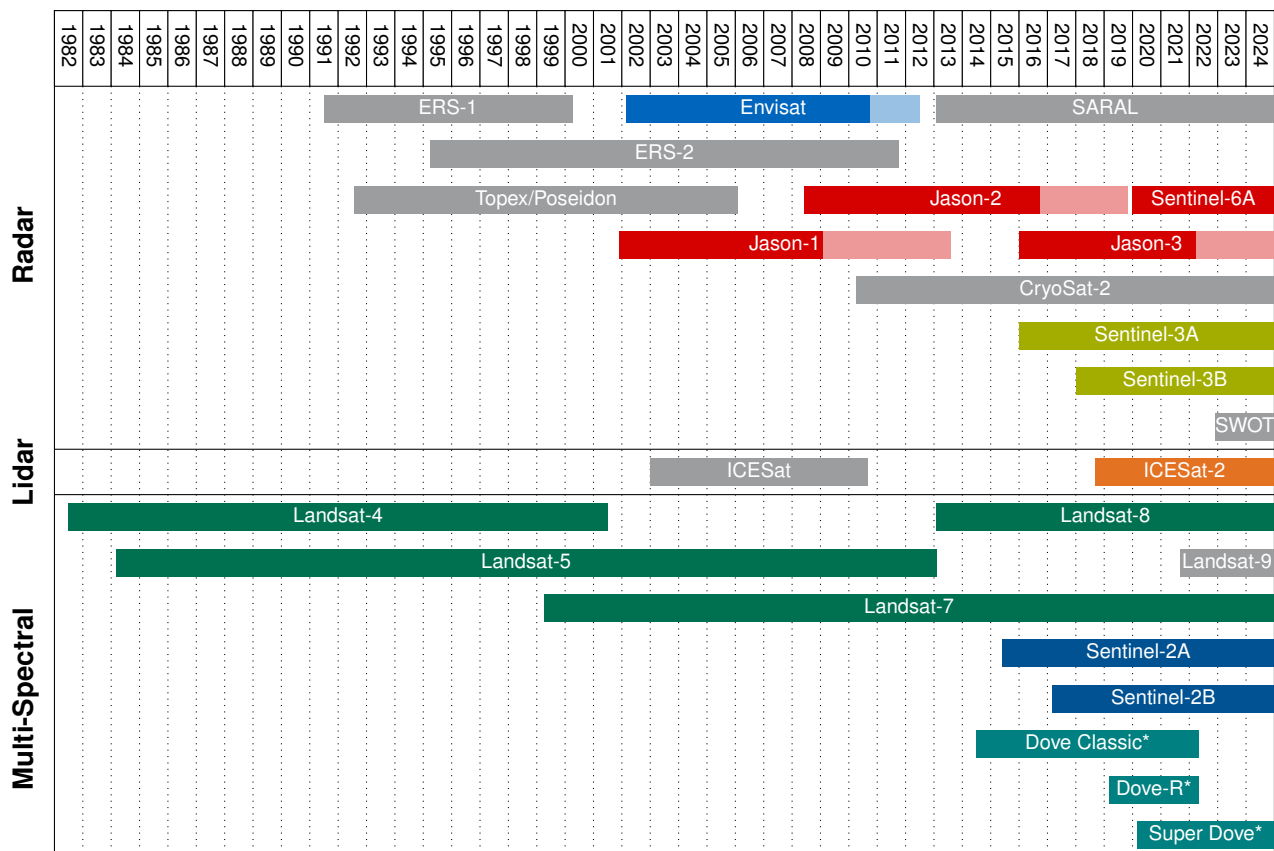 1982
1983
1984
1985
1986
1987
1988
1989
1990
1991
1992
1993
1994
1995
1996
1997
1998
1999
2000
2001
2002
2003
2004
2005
2006
2007
2008
2009
2010
2011
2012
2013
2014
2015
2016
2017
2018
2019
2020
2021
2022
2023
2024
Radar
ERS-1
Envisat
SARAL
ERS-2
Topex/Poseidon
Jason-2
Sentinel-6A
Jason-1
Jason-3
CryoSat-2
Sentinel-3A
Sentinel-3B
SWOT
Lidar
ICESat
ICESat-2
Multi-Spectral
Landsat-4
Landsat-8
Landsat-5
Landsat-9
Landsat-7
Sentinel-2A
Sentinel-2B
Dove Classic*
Dove-R*
Super Dove*